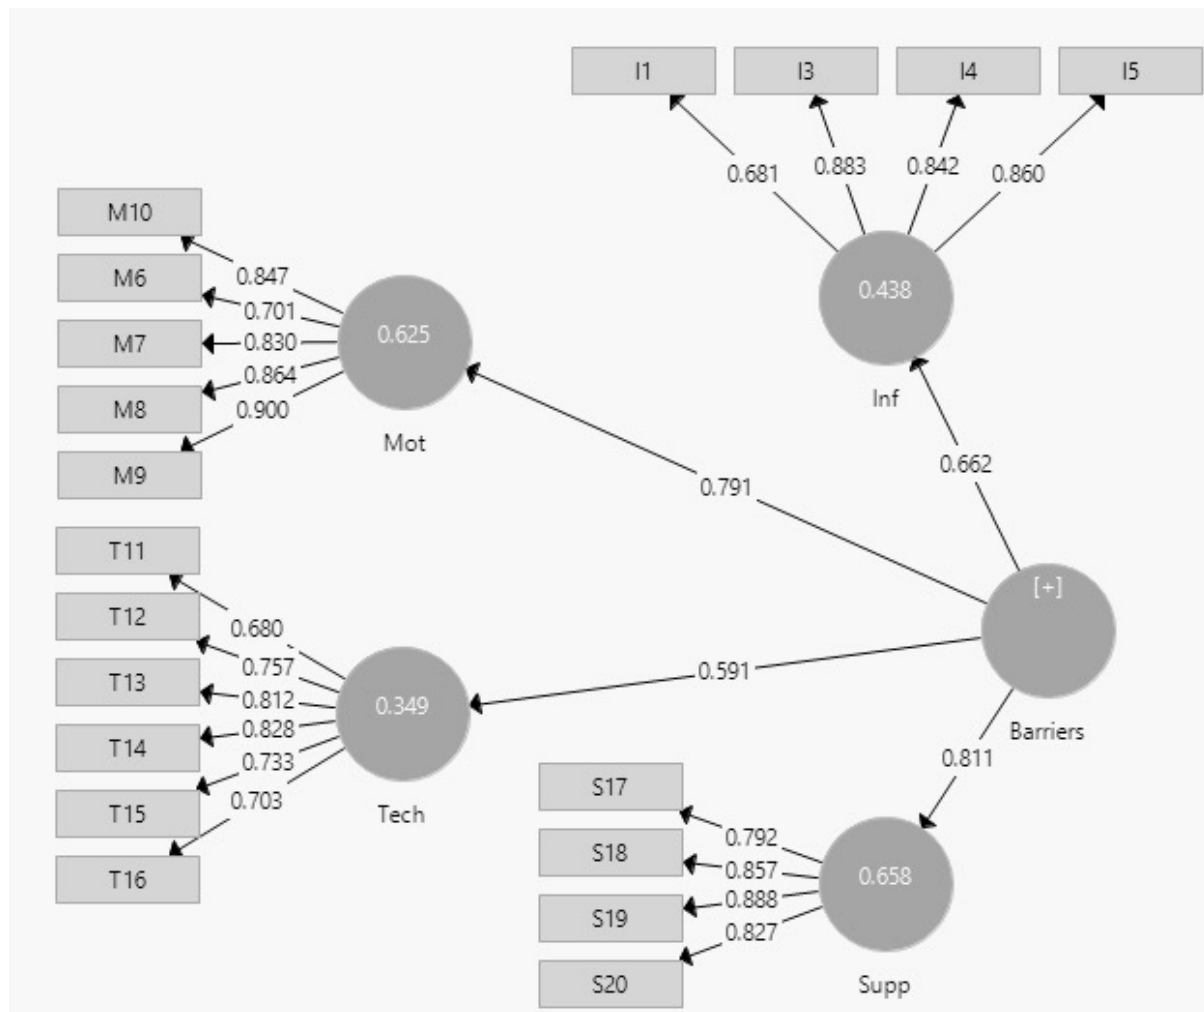 I1 I3 I4 I5
0.681 0.883 0.842 0.860
0.438
Inf
M10
M6
M7
M8
M9
0.847
0.701
0.830
0.864
0.900
0.625
Mot
0.662
0.791
T11
T12
T13
T14
T15
T16
0.680
0.757
0.812
0.828
0.733
0.703
0.349
Tech
0.591
[+]
Barriers
0.811
S17
S18
S19
S20
0.792
0.857
0.888
0.827
0.658
Supp